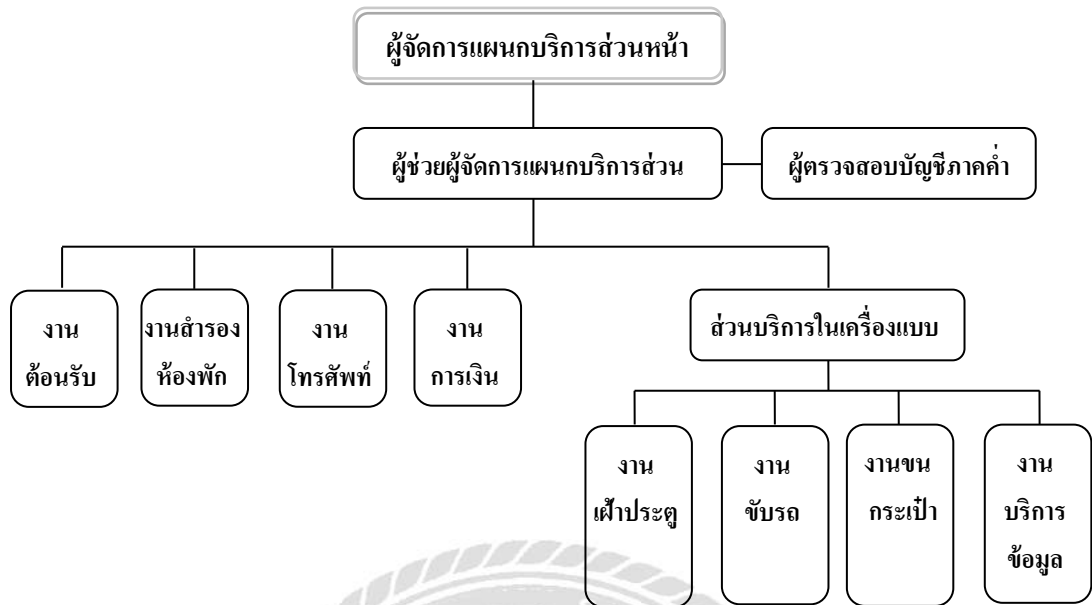 ผู้จัดการแผนกบริการส่วนหน้า
ผู้ช่วยผู้จัดการแผนกบริการส่วน
ผู้ตรวจสอบบัญชีภาคค่ำ
งาน
ต้อนรับ
งานสำรอง
ห้องพัก
งาน
โทรศัพท์
งาน
การเงิน
ส่วนบริการในเครื่องแบบ
งาน
เฝ้าประตู
งาน
ขับรถ
งานขน
กระเป๋า
งาน
บริการ
ข้อมูล